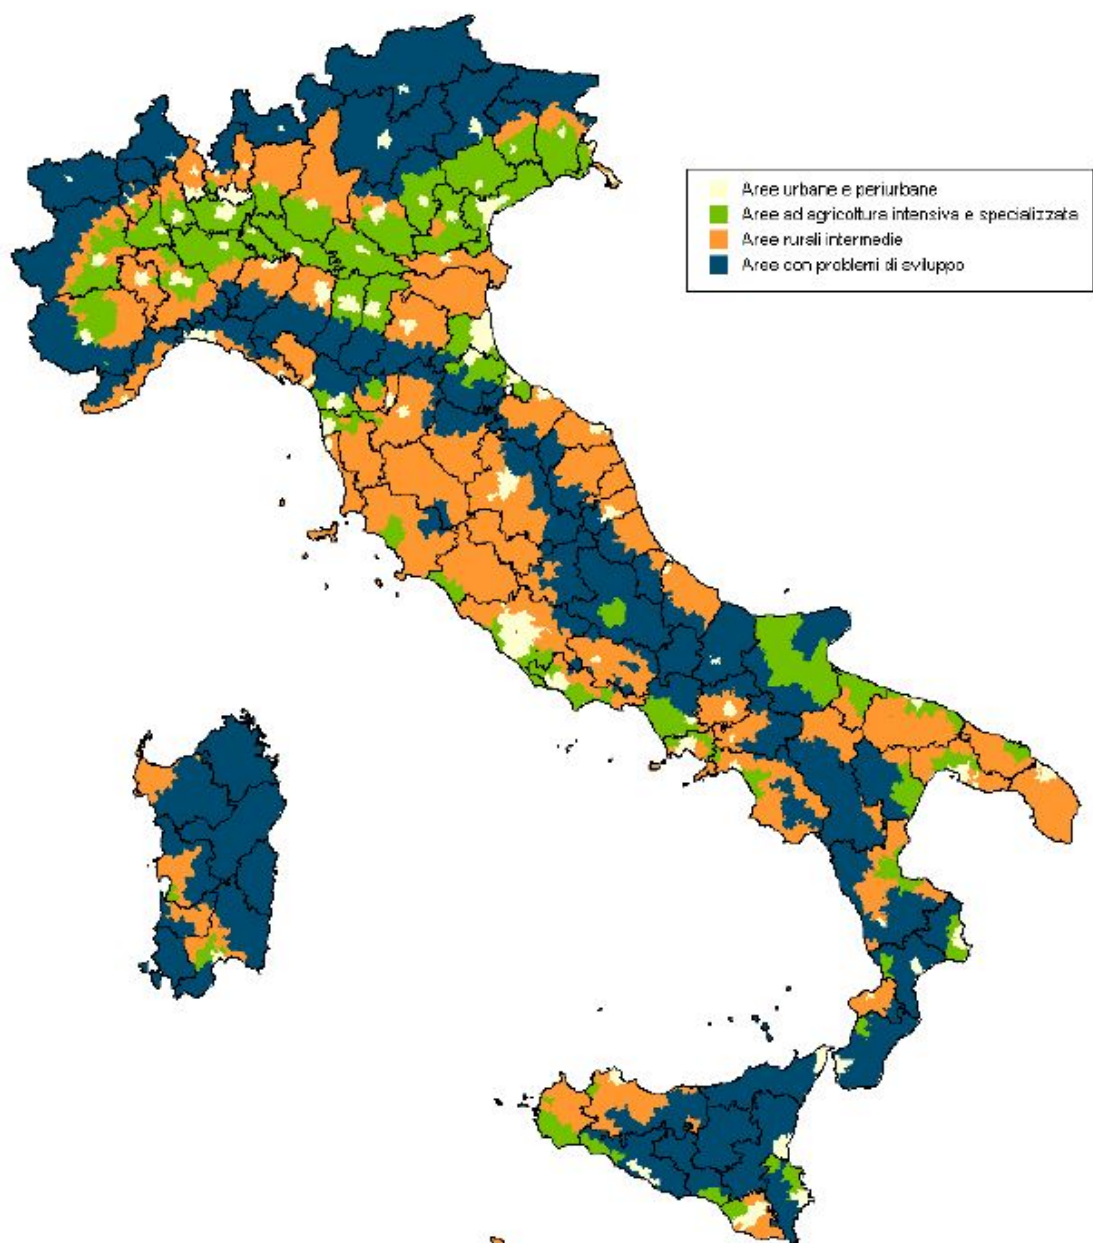 Aree urbane e periurbane
Aree ad agricoltura intensiva e specializzata
Aree rurali intermedie
Aree con problemi di sviluppo